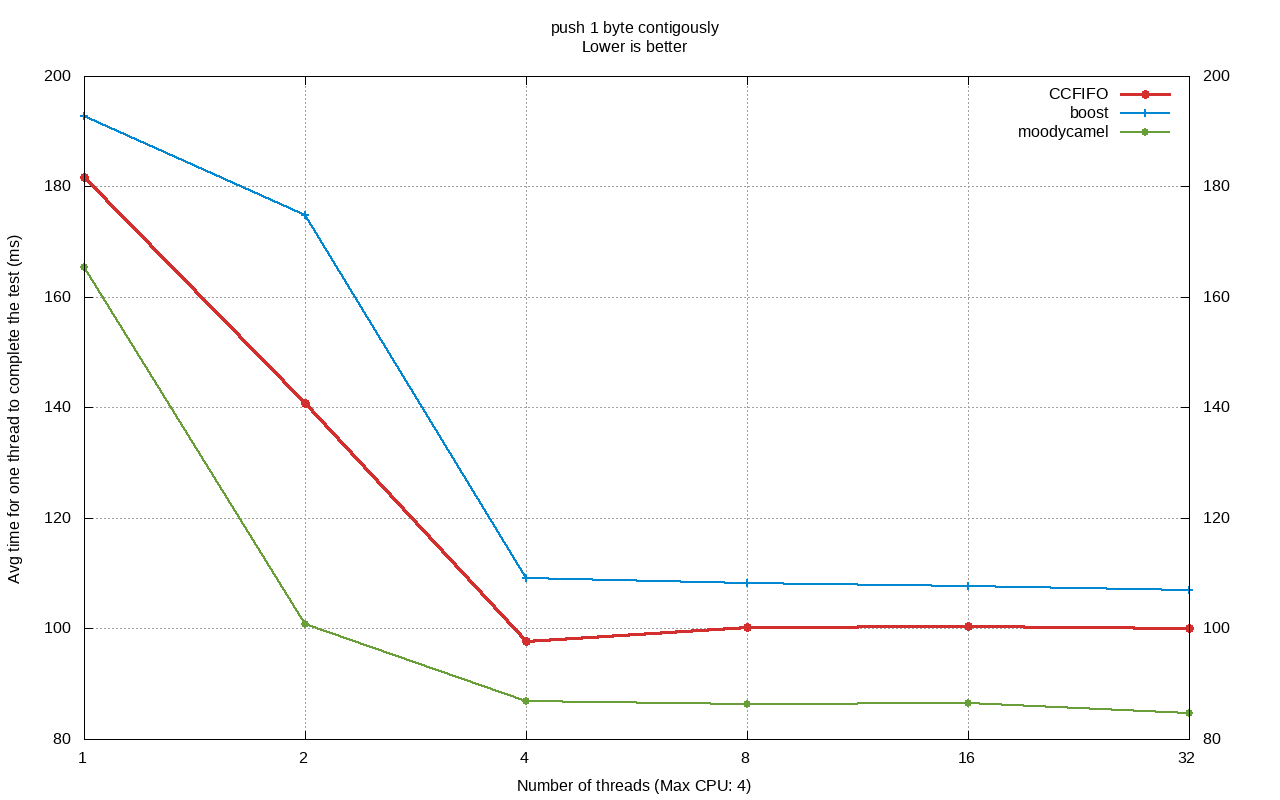 push 1 byte contigously
Lower is better
200
180
160
140
120
100
80
200
180
160
140
120
100
80
CCFIFO
boost
moodycamel
Avg time for one thread to complete the test (ms)
1 2 4 8 16 32
Number of threads (Max CPU: 4)